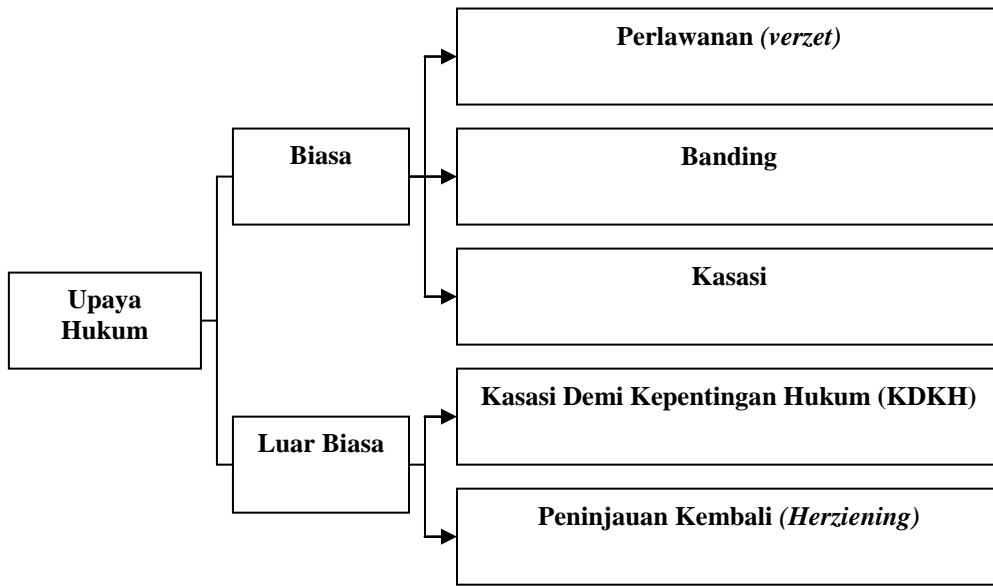 Upaya
Hukum
Biasa
Perlawanan (verzet)
Banding
Kasasi
Luar Biasa
Kasasi Demi Kepentingan Hukum (KDKH)
Peninjauan Kembali (Herziening)